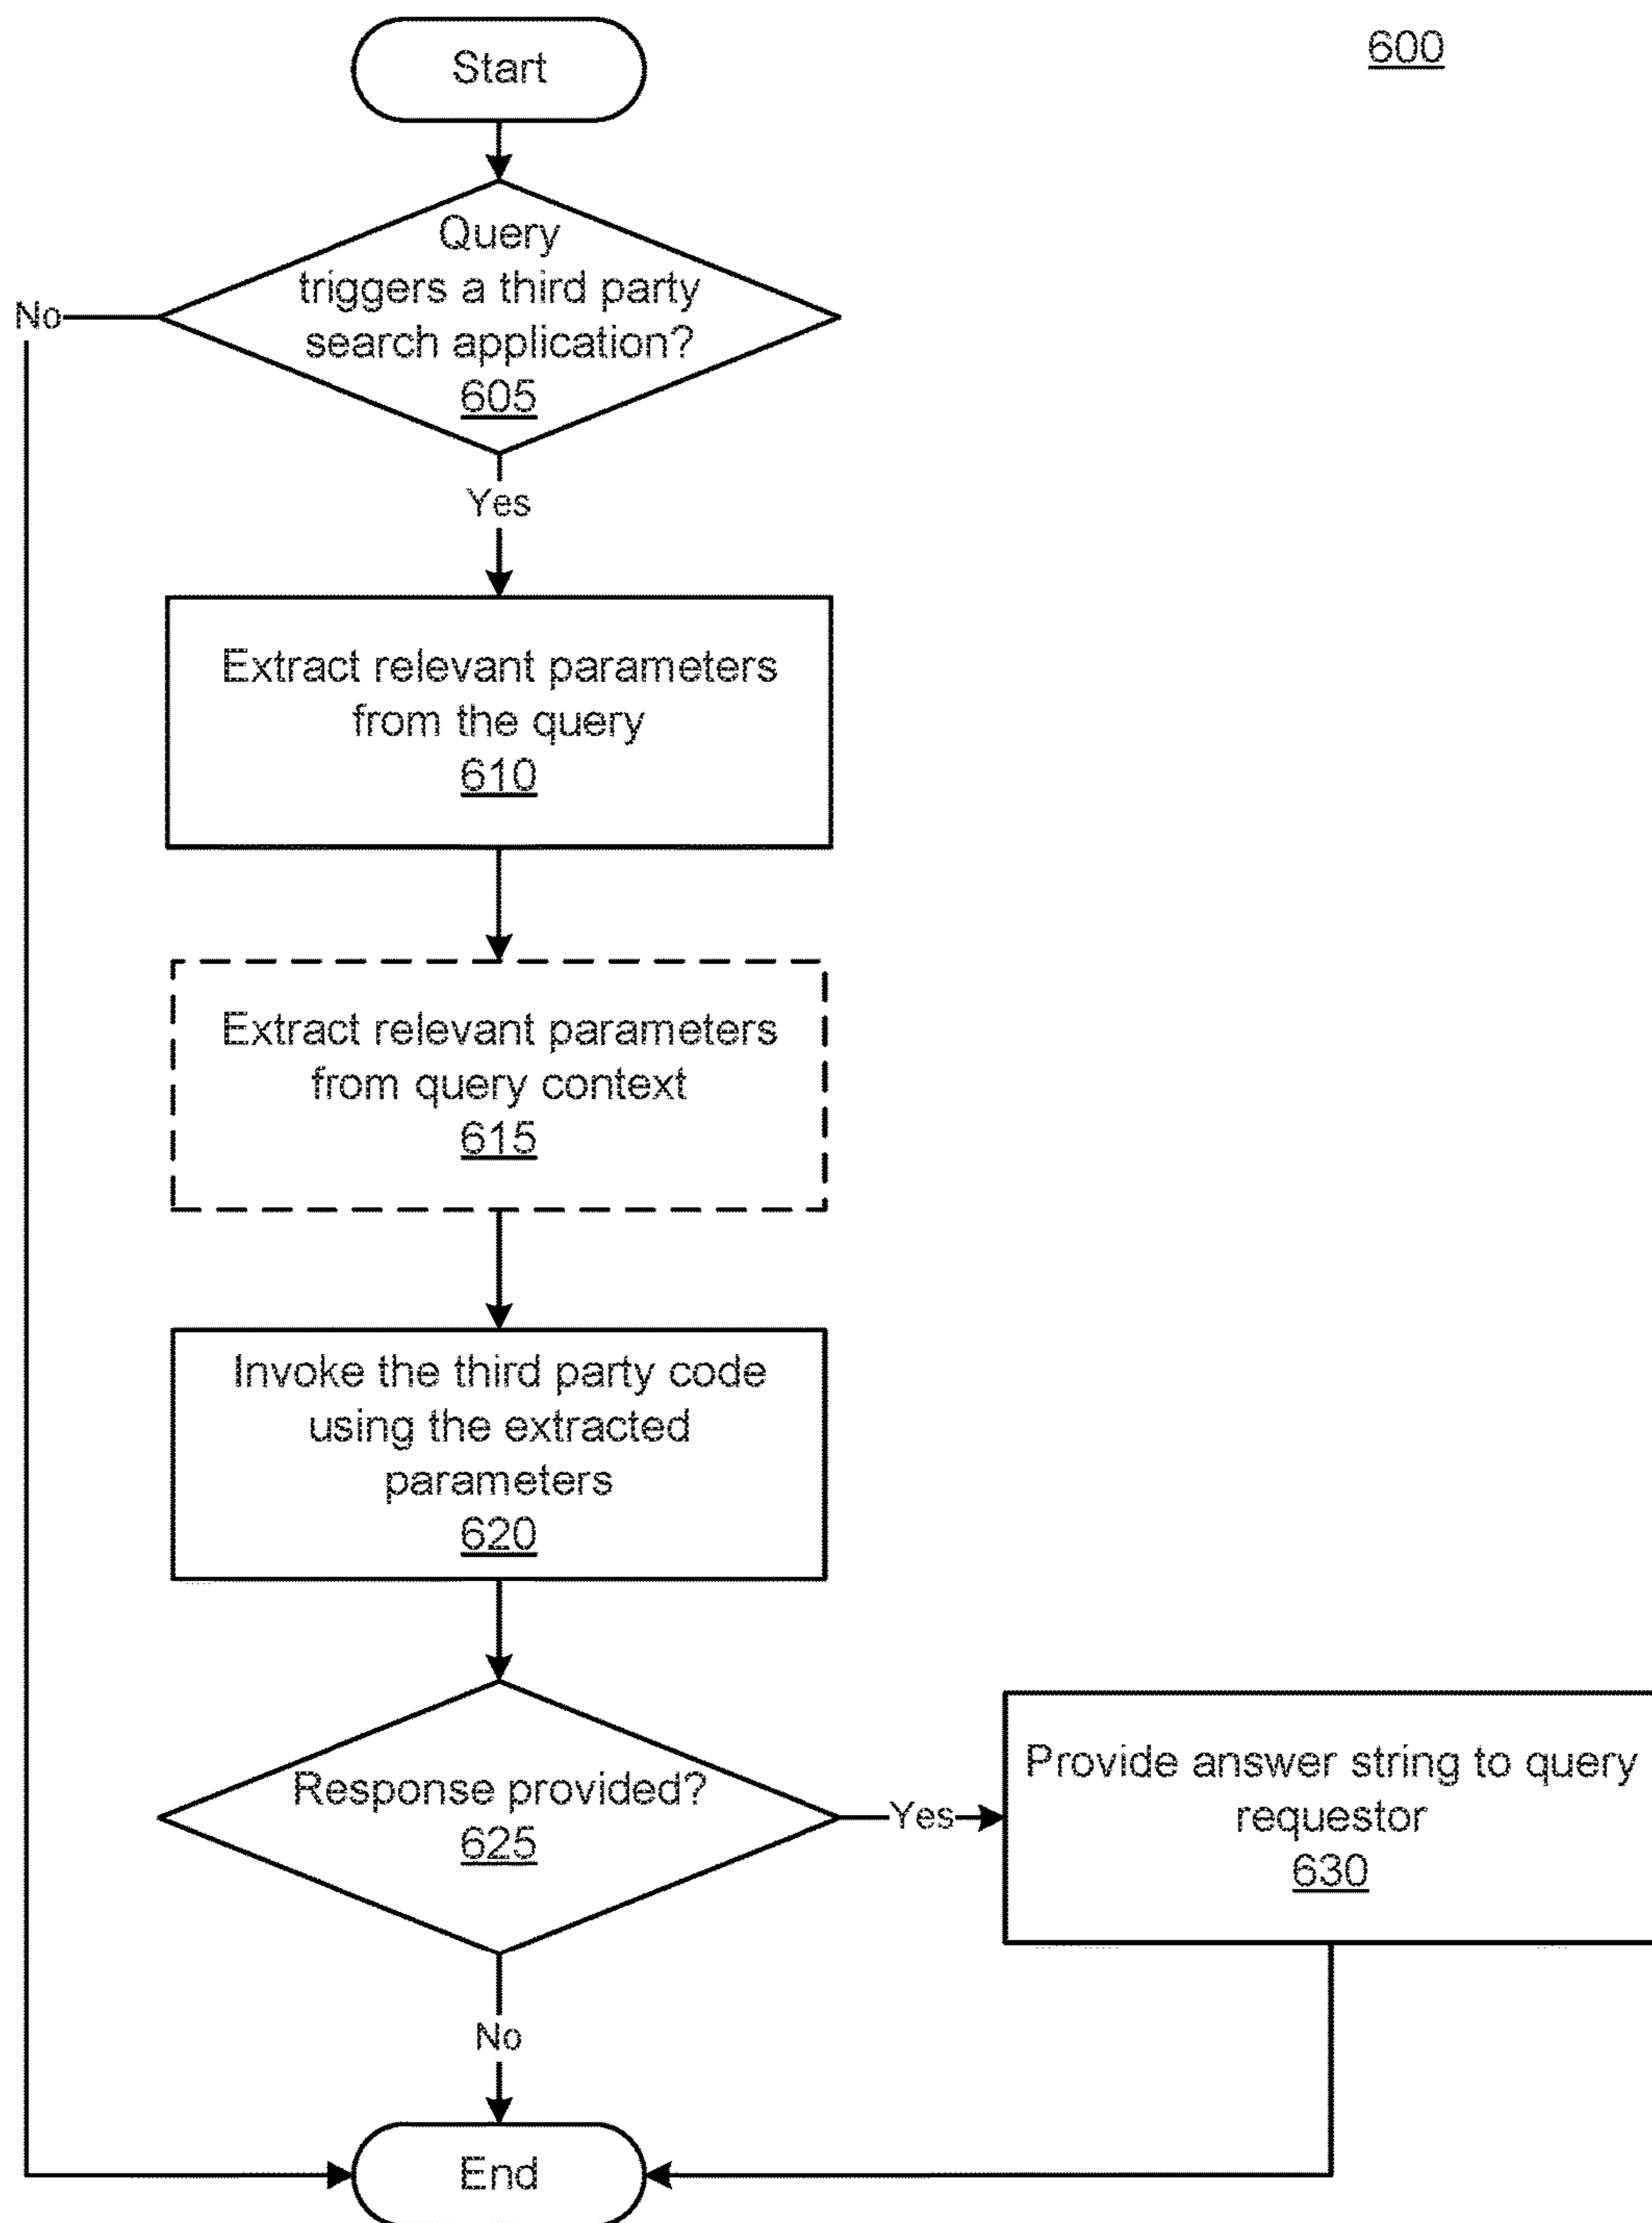 600
Start
Query
triggers a third party
search application?
605
No
Yes
Extract relevant parameters
from the query
610
Extract relevant parameters
from query context
615
Invoke the third party code
using the extracted
parameters
620
Response provided?
625
Yes
Provide answer string to query
requestor
630
No
End